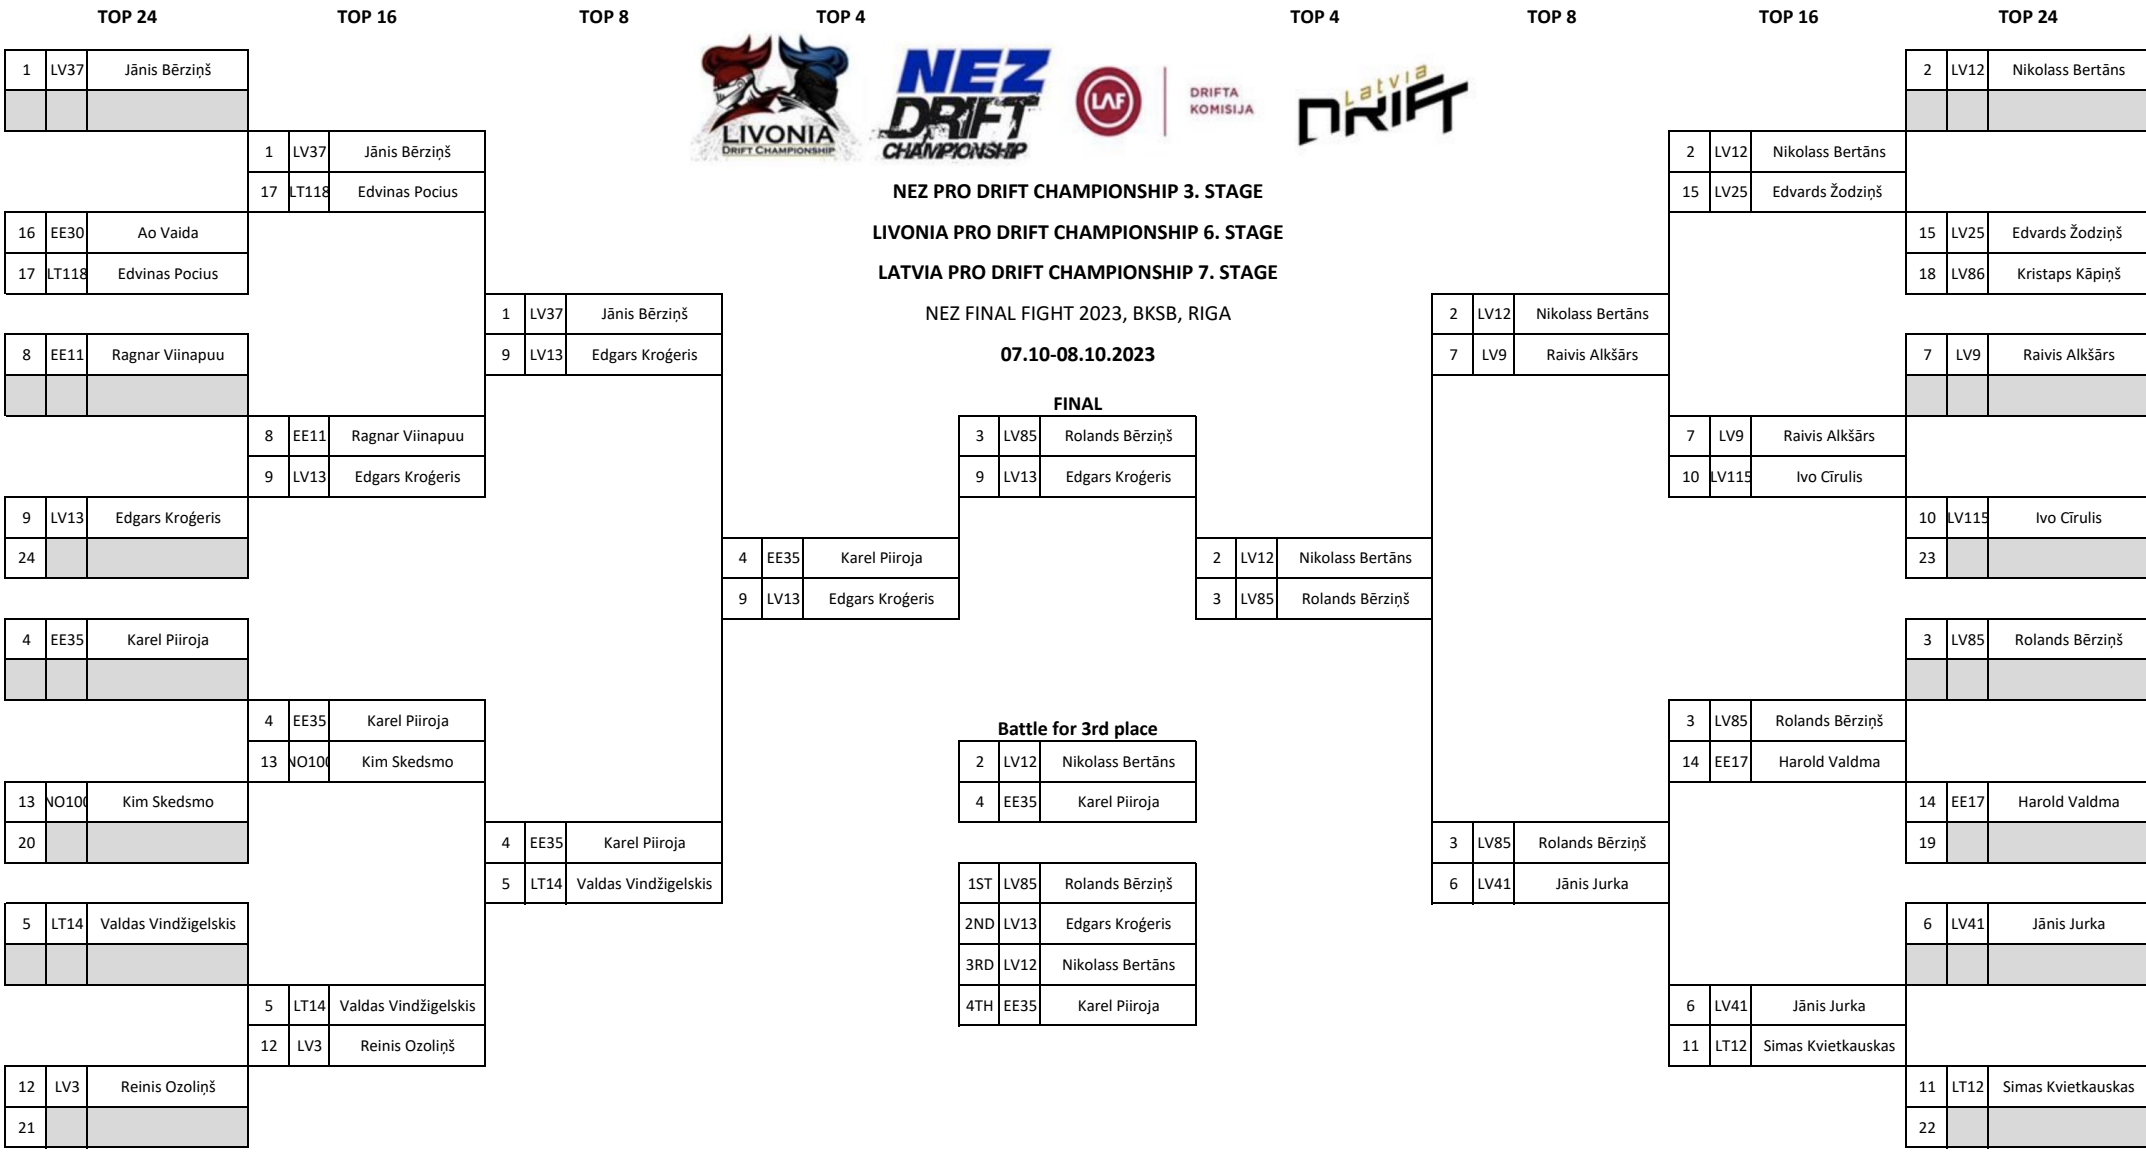 TOP 24 TOP 16 TOP 8 TOP 4 TOP 4 TOP 8 TOP 16 TOP 24
LIVONIA
DRIFT CHAMPIONSHIP
NEZ
DRIFT
CHAMPIONSHIP
LAF
DRIFTA
KOMISIJA
Latvia
DRIFT
NEZ PRO DRIFT CHAMPIONSHIP 3. STAGE
LIVONIA PRO DRIFT CHAMPIONSHIP 6. STAGE
LATVIA PRO DRIFT CHAMPIONSHIP 7. STAGE
NEZ FINAL FIGHT 2023, BKSB, RIGA
07.10-08.10.2023
1 LV37 Jānis Bērziņš
16 EE30 Ao Vaida
17 LT118 Edvinas Pocius
8 EE11 Ragnar Viinapuu
9 LV13 Edgars Kroģeris
24
4 EE35 Karel Piiroja
13 NO100 Kim Skedsmo
20
5 LT14 Valdas Vindžigelskis
12 LV3 Reinis Ozoliņš
21
1 LV37 Jānis Bērziņš
17 LT118 Edvinas Pocius
8 EE11 Ragnar Viinapuu
9 LV13 Edgars Kroģeris
4 EE35 Karel Piiroja
13 NO100 Kim Skedsmo
5 LT14 Valdas Vindžigelskis
12 LV3 Reinis Ozoliņš
1 LV37 Jānis Bērziņš
9 LV13 Edgars Kroģeris
4 EE35 Karel Piiroja
5 LT14 Valdas Vindžigelskis
4 EE35 Karel Piiroja
9 LV13 Edgars Kroģeris
FINAL
3 LV85 Rolands Bērziņš
9 LV13 Edgars Kroģeris
Battle for 3rd place
2 LV12 Nikolass Bertāns
4 EE35 Karel Piiroja
1ST LV85 Rolands Bērziņš
2ND LV13 Edgars Kroģeris
3RD LV12 Nikolass Bertāns
4TH EE35 Karel Piiroja
2 LV12 Nikolass Bertāns
3 LV85 Rolands Bērziņš
2 LV12 Nikolass Bertāns
7 LV9 Raivis Alkšārs
3 LV85 Rolands Bērziņš
6 LV41 Jānis Jurka
2 LV12 Nikolass Bertāns
15 LV25 Edvards Žodziņš
7 LV9 Raivis Alkšārs
10 LV115 Ivo Cīrulis
3 LV85 Rolands Bērziņš
14 EE17 Harold Valdma
6 LV41 Jānis Jurka
11 LT12 Simas Kvietkauskas
2 LV12 Nikolass Bertāns
15 LV25 Edvards Žodziņš
18 LV86 Kristaps Kāpiņš
7 LV9 Raivis Alkšārs
10 LV115 Ivo Cīrulis
23
3 LV85 Rolands Bērziņš
14 EE17 Harold Valdma
19
6 LV41 Jānis Jurka
11 LT12 Simas Kvietkauskas
22